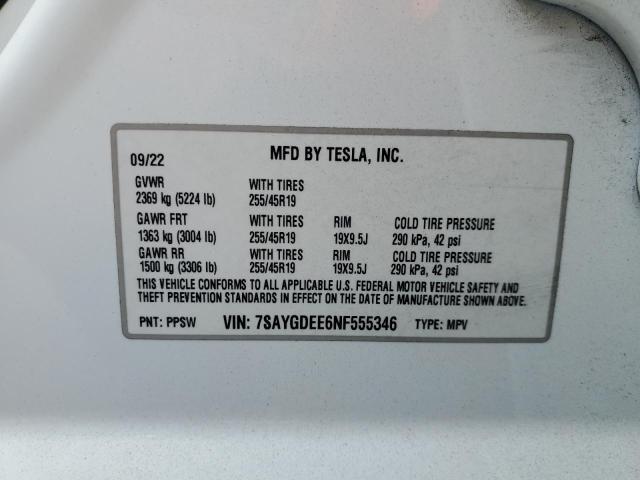 09/22 MFD BY TESLA, INC.
GVWR WITH TIRES
2369 kg (5224 lb) 255/45R19
GAWR FRT WITH TIRES RIM COLD TIRE PRESSURE
1363 kg (3004 lb) 255/45R19 19X9.5J 290 kPa, 42 psi
GAWR RR WITH TIRES RIM COLD TIRE PRESSURE
1500 kg (3306 lb) 255/45R19 19X9.5J 290 kPa, 42 psi
THIS VEHICLE CONFORMS TO ALL APPLICABLE U.S. FEDERAL MOTOR VEHICLE SAFETY AND
THEFT PREVENTION STANDARDS IN EFFECT ON THE DATE OF MANUFACTURE SHOWN ABOVE.
PNT: PPSW VIN: 7SAYGDEE6NF555346 TYPE: MPV